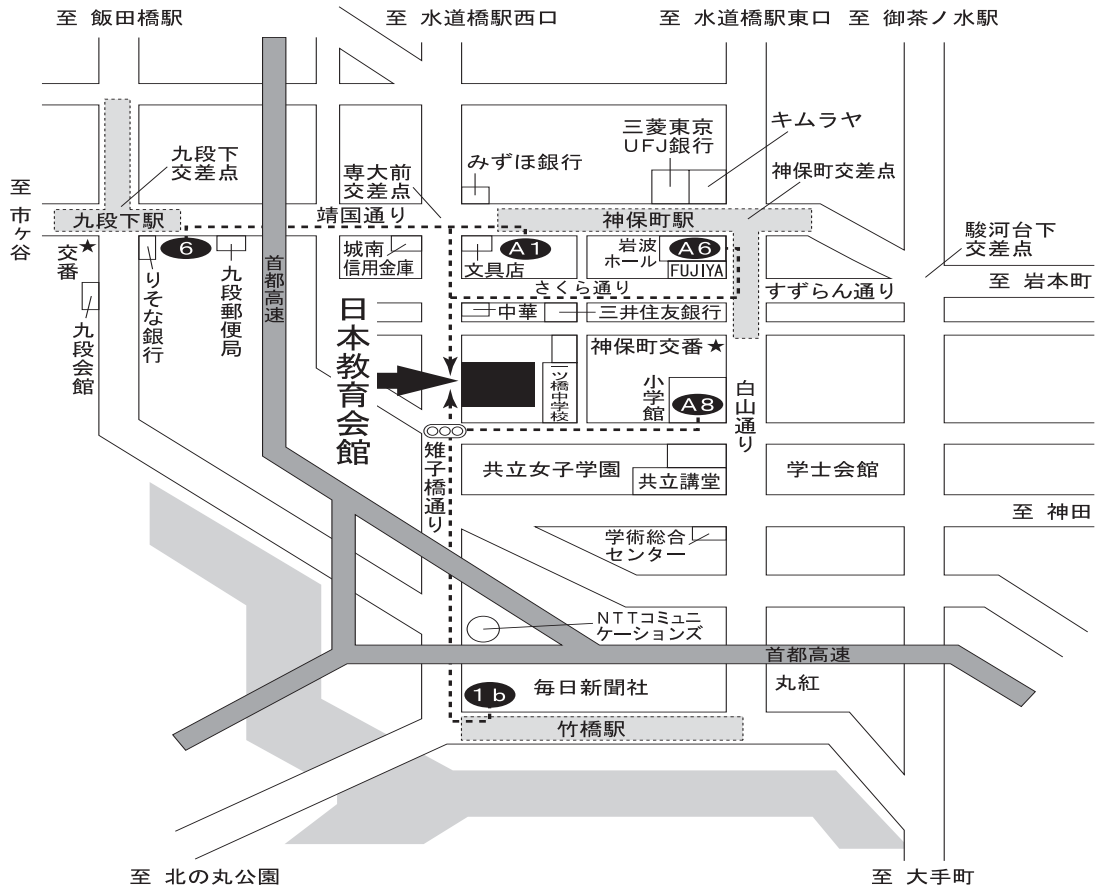 至 飯田橋駅
至 水道橋駅西口
至 水道橋駅東口
至 御茶ノ水駅
キムラヤ
三菱東京
UFJ銀行
九段下
交差点
みずほ銀行
専大前
交差点
神保町交差点
至 市ヶ谷
九段下駅
靖国通り
神保町駅
駿河台下
交差点
交番★
6
城南
信用金庫
文具店
A1
岩波
ホール
A6
FUJIYA
首都高速
りそな銀行
九段郵便局
九段会館
さくら通り
すずらん通り
至 岩本町
中華
三井住友銀行
日本教育会館
神保町交番★
一ツ橋中学校
小学館
A8
白山通り
雉子橋通り
共立女子学園
共立講堂
学士会館
至 神田
学術総合
センター
NTTコミュニ
ケーションズ
首都高速
丸紅
1b
毎日新聞社
竹橋駅
至 北の丸公園
至 大手町